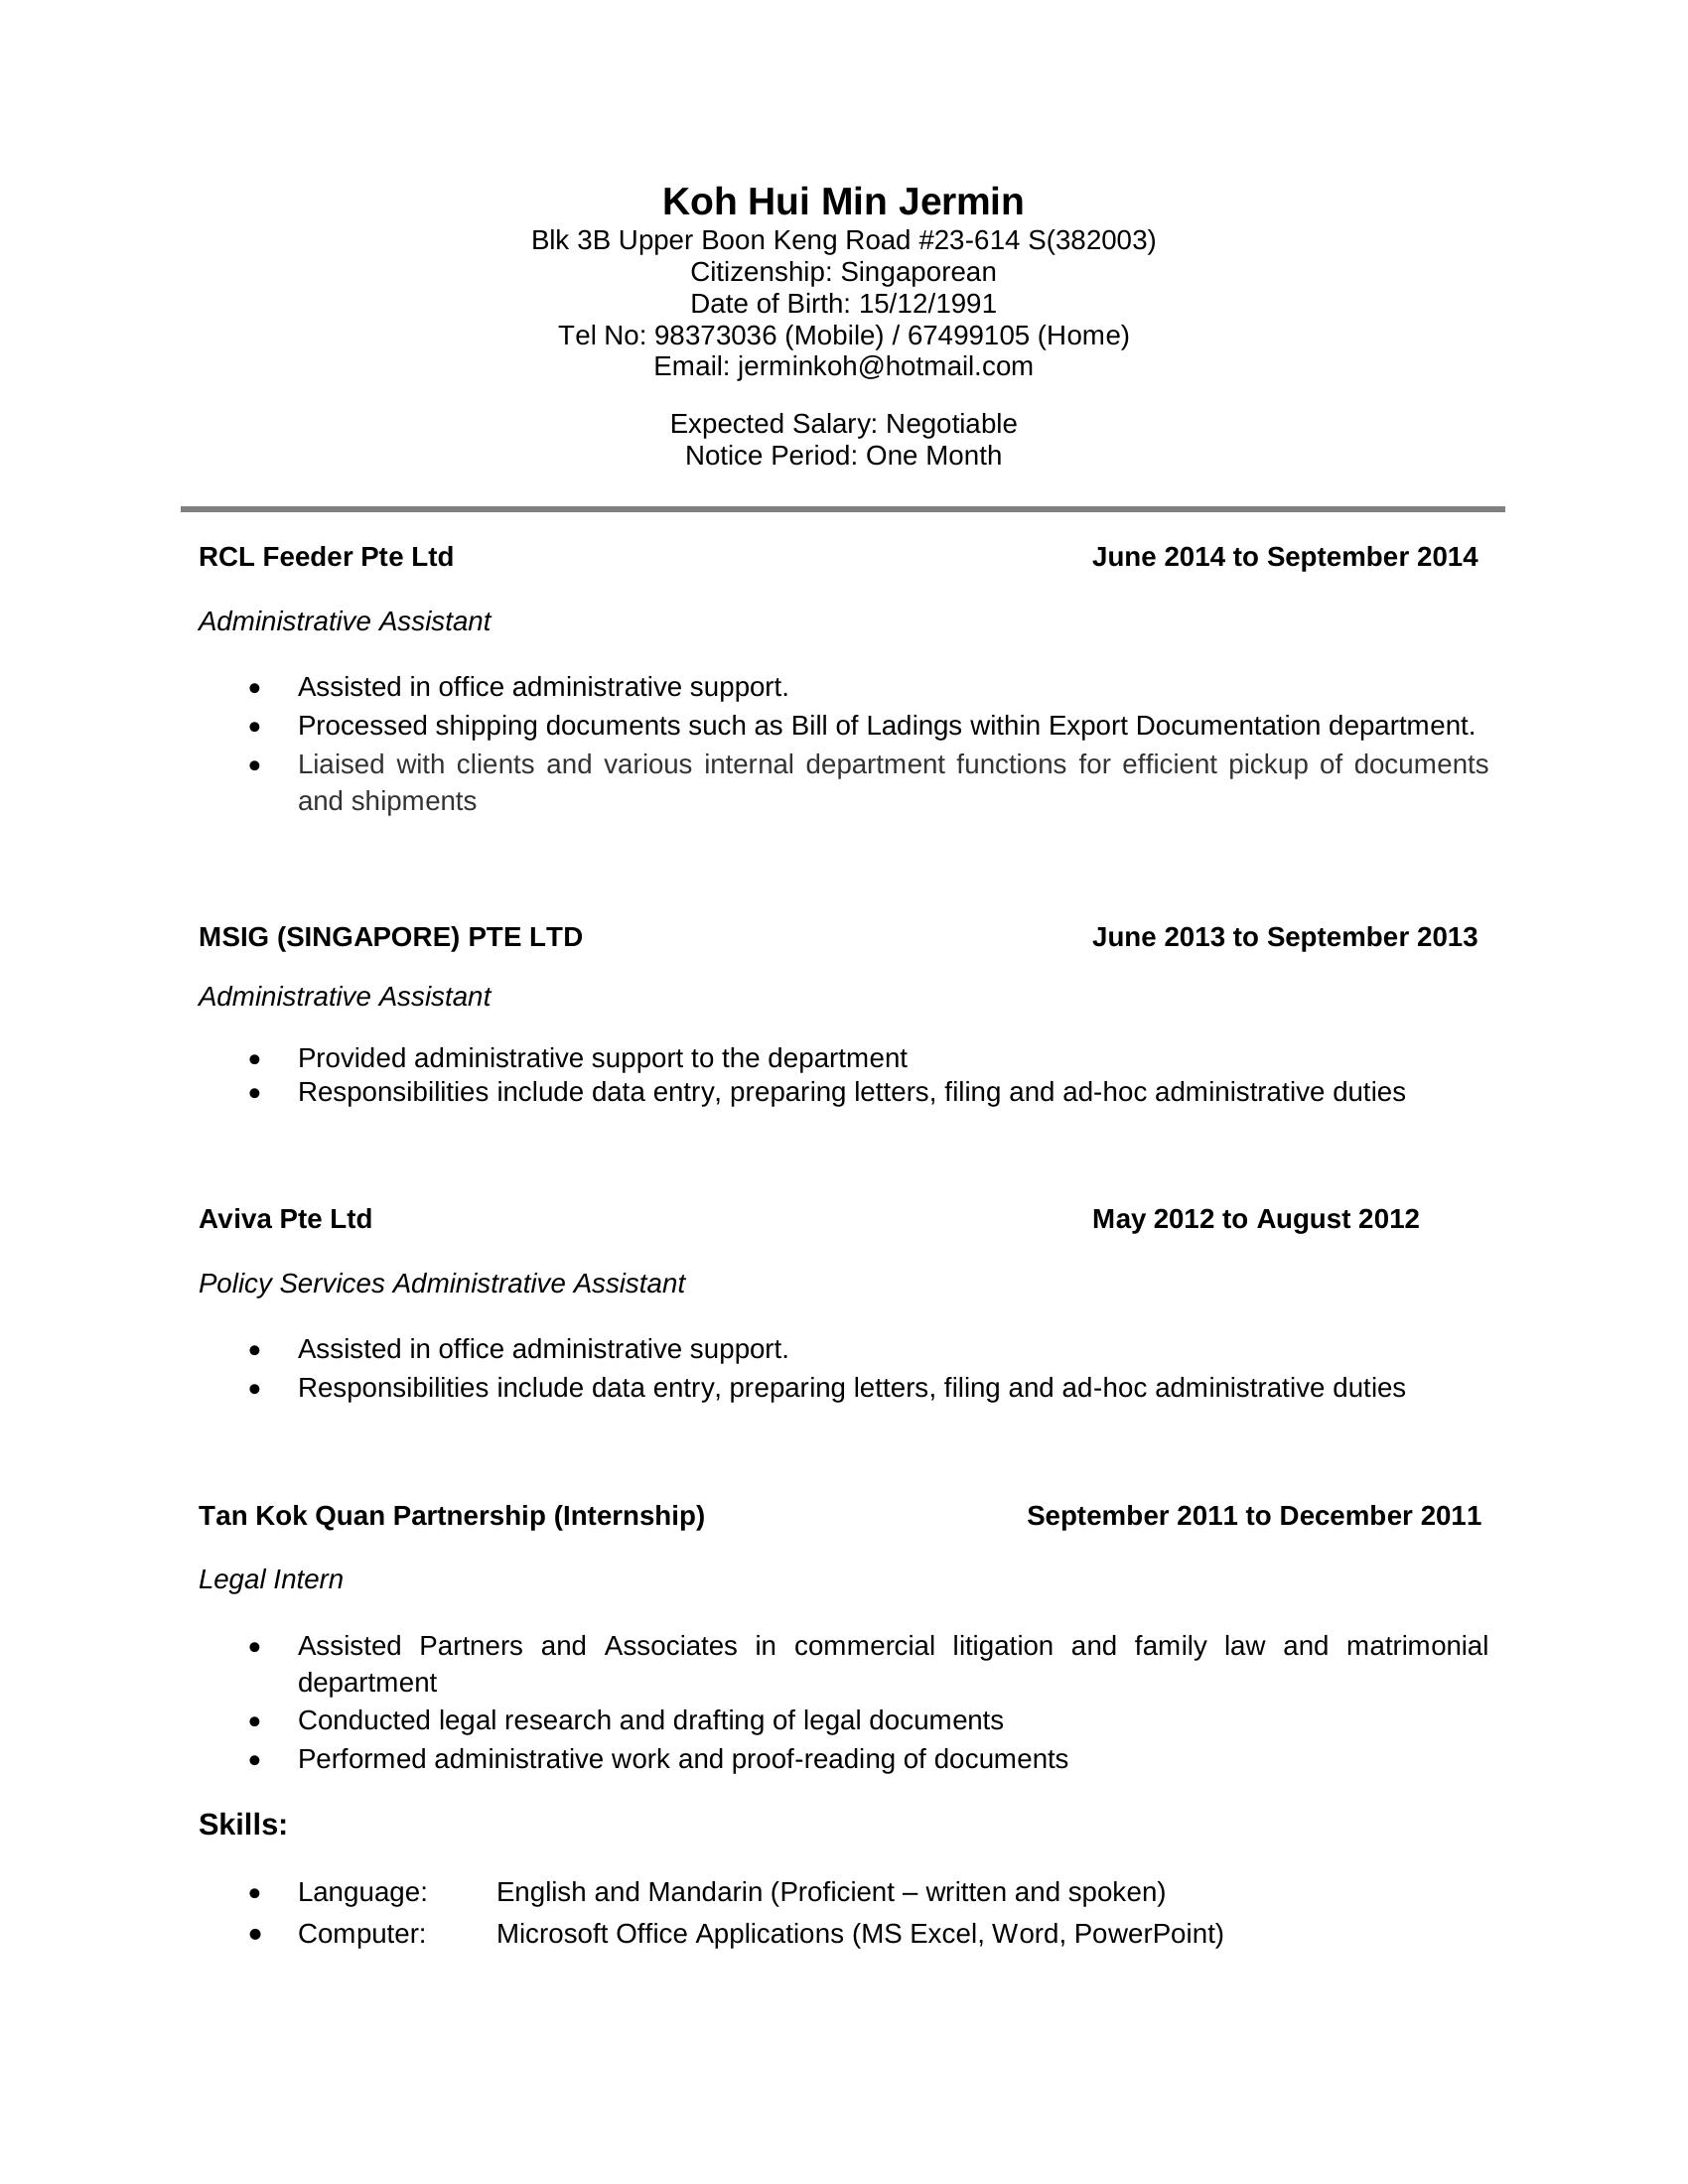 Koh Hui Min Jermin
Blk 3B Upper Boon Keng Road #23-614 S(382003)
Citizenship: Singaporean
Date of Birth: 15/12/1991
Tel No: 98373036 (Mobile) / 67499105 (Home)
Email: jerminkoh@hotmail.com
Expected Salary: Negotiable
Notice Period: One Month
RCL Feeder Pte Ltd June 2014 to September 2014
Administrative Assistant
• Assisted in office administrative support.
• Processed shipping documents such as Bill of Ladings within Export Documentation department.
• Liaised with clients and various internal department functions for efficient pickup of documents
and shipments
MSIG (SINGAPORE) PTE LTD June 2013 to September 2013
Administrative Assistant
• Provided administrative support to the department
• Responsibilities include data entry, preparing letters, filing and ad-hoc administrative duties
Aviva Pte Ltd May 2012 to August 2012
Policy Services Administrative Assistant
• Assisted in office administrative support.
• Responsibilities include data entry, preparing letters, filing and ad-hoc administrative duties
Tan Kok Quan Partnership (Internship) September 2011 to December 2011
Legal Intern
• Assisted Partners and Associates in commercial litigation and family law and matrimonial
department
• Conducted legal research and drafting of legal documents
• Performed administrative work and proof-reading of documents
Skills:
• Language: English and Mandarin (Proficient – written and spoken)
• Computer: Microsoft Office Applications (MS Excel, Word, PowerPoint)